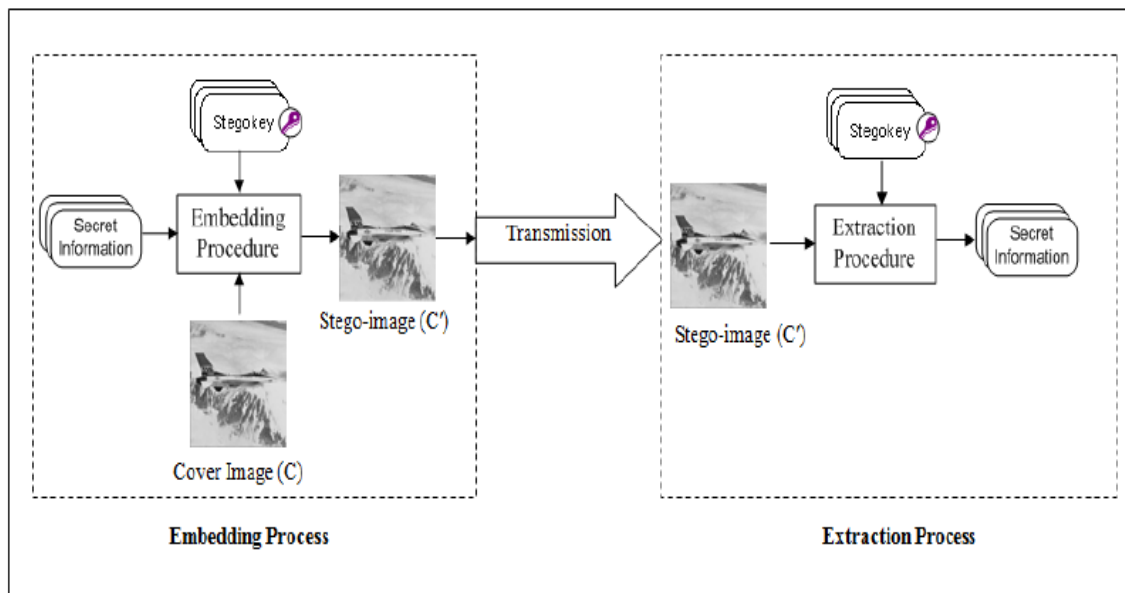 Stegokey
Secret
Information
Embedding
Procedure
Stego-image (C′)
Cover Image (C)
Embedding Process
Transmission
Stegokey
Stego-image (C′)
Extraction
Procedure
Secret
Information
Extraction Process